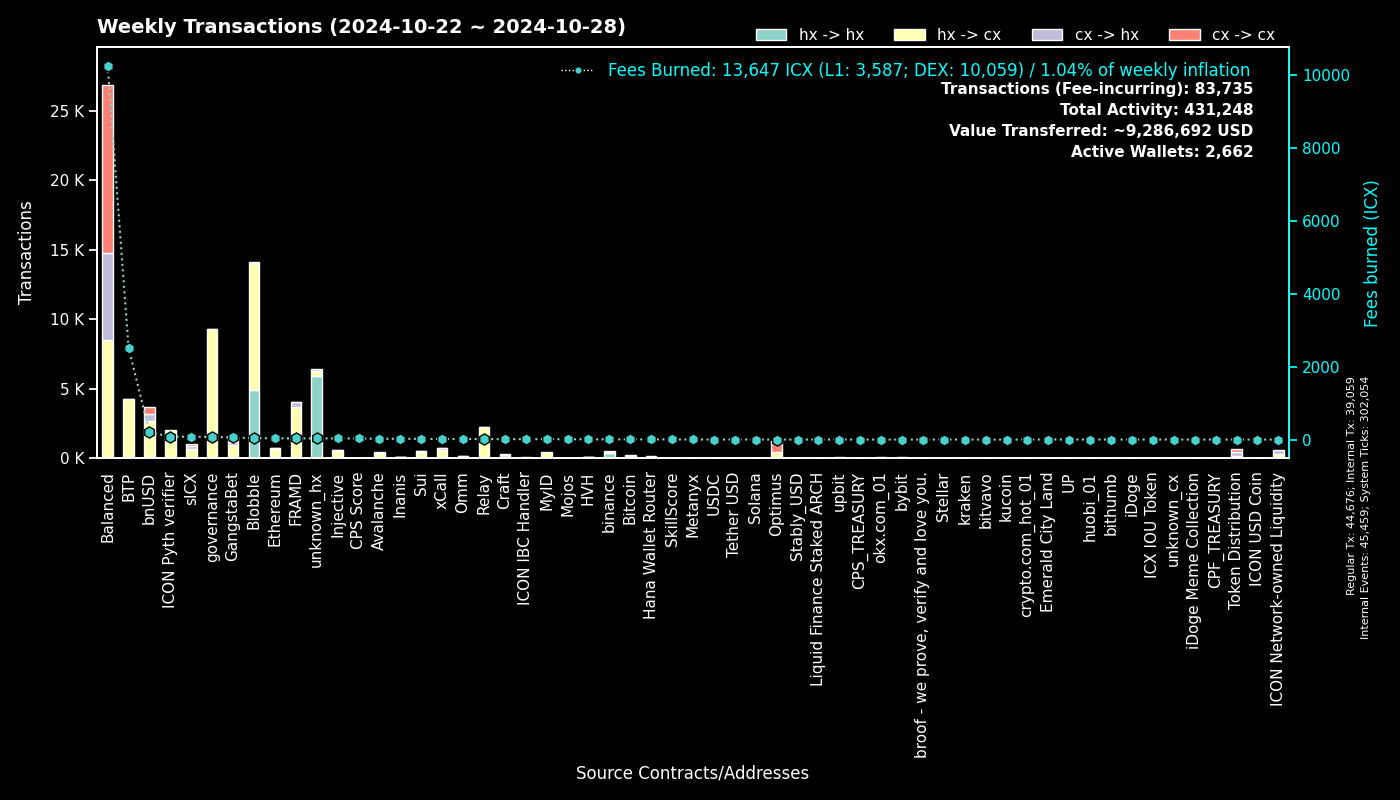 Weekly Transactions (2024-10-22 ~ 2024-10-28)
hx -> hx
hx -> cx
cx -> hx
cx -> cx
Fees Burned: 13,647 ICX (L1: 3,587; DEX: 10,059) / 1.04% of weekly inflation
Transactions (Fee-incurring): 83,735
Total Activity: 431,248
Value Transferred: ~9,286,692 USD
Active Wallets: 2,662
Transactions
25 K
20 K
15 K
10 K
5 K
0 K
10000
8000
6000
4000
2000
0
Fees burned (ICX)
Regular Tx: 44,676; Internal Tx: 39,059
Internal Events: 45,459; System Ticks: 302,054
Balanced
BTP
bnUSD
ICON Pyth verifier
sICX
governance
GangstaBet
Blobble
Ethereum
FRAMD
unknown_hx
Injective
CPS Score
Avalanche
Inanis
Sui
xCall
Omm
Relay
Craft
ICON IBC Handler
MyID
Mojos
HVH
binance
Bitcoin
Hana Wallet Router
SkillScore
Metanyx
USDC
Tether USD
Solana
Optimus
Stably_USD
Liquid Finance Staked ARCH
upbit
CPS_TREASURY
okx.com_01
bybit
broof - we prove, verify and love you.
Stellar
kraken
bitvavo
kucoin
crypto.com_hot_01
Emerald City Land
UP
huobi_01
bithumb
iDoge
ICX IOU Token
unknown_cx
iDoge Meme Collection
CPF_TREASURY
Token Distribution
ICON USD Coin
ICON Network-owned Liquidity
Source Contracts/Addresses